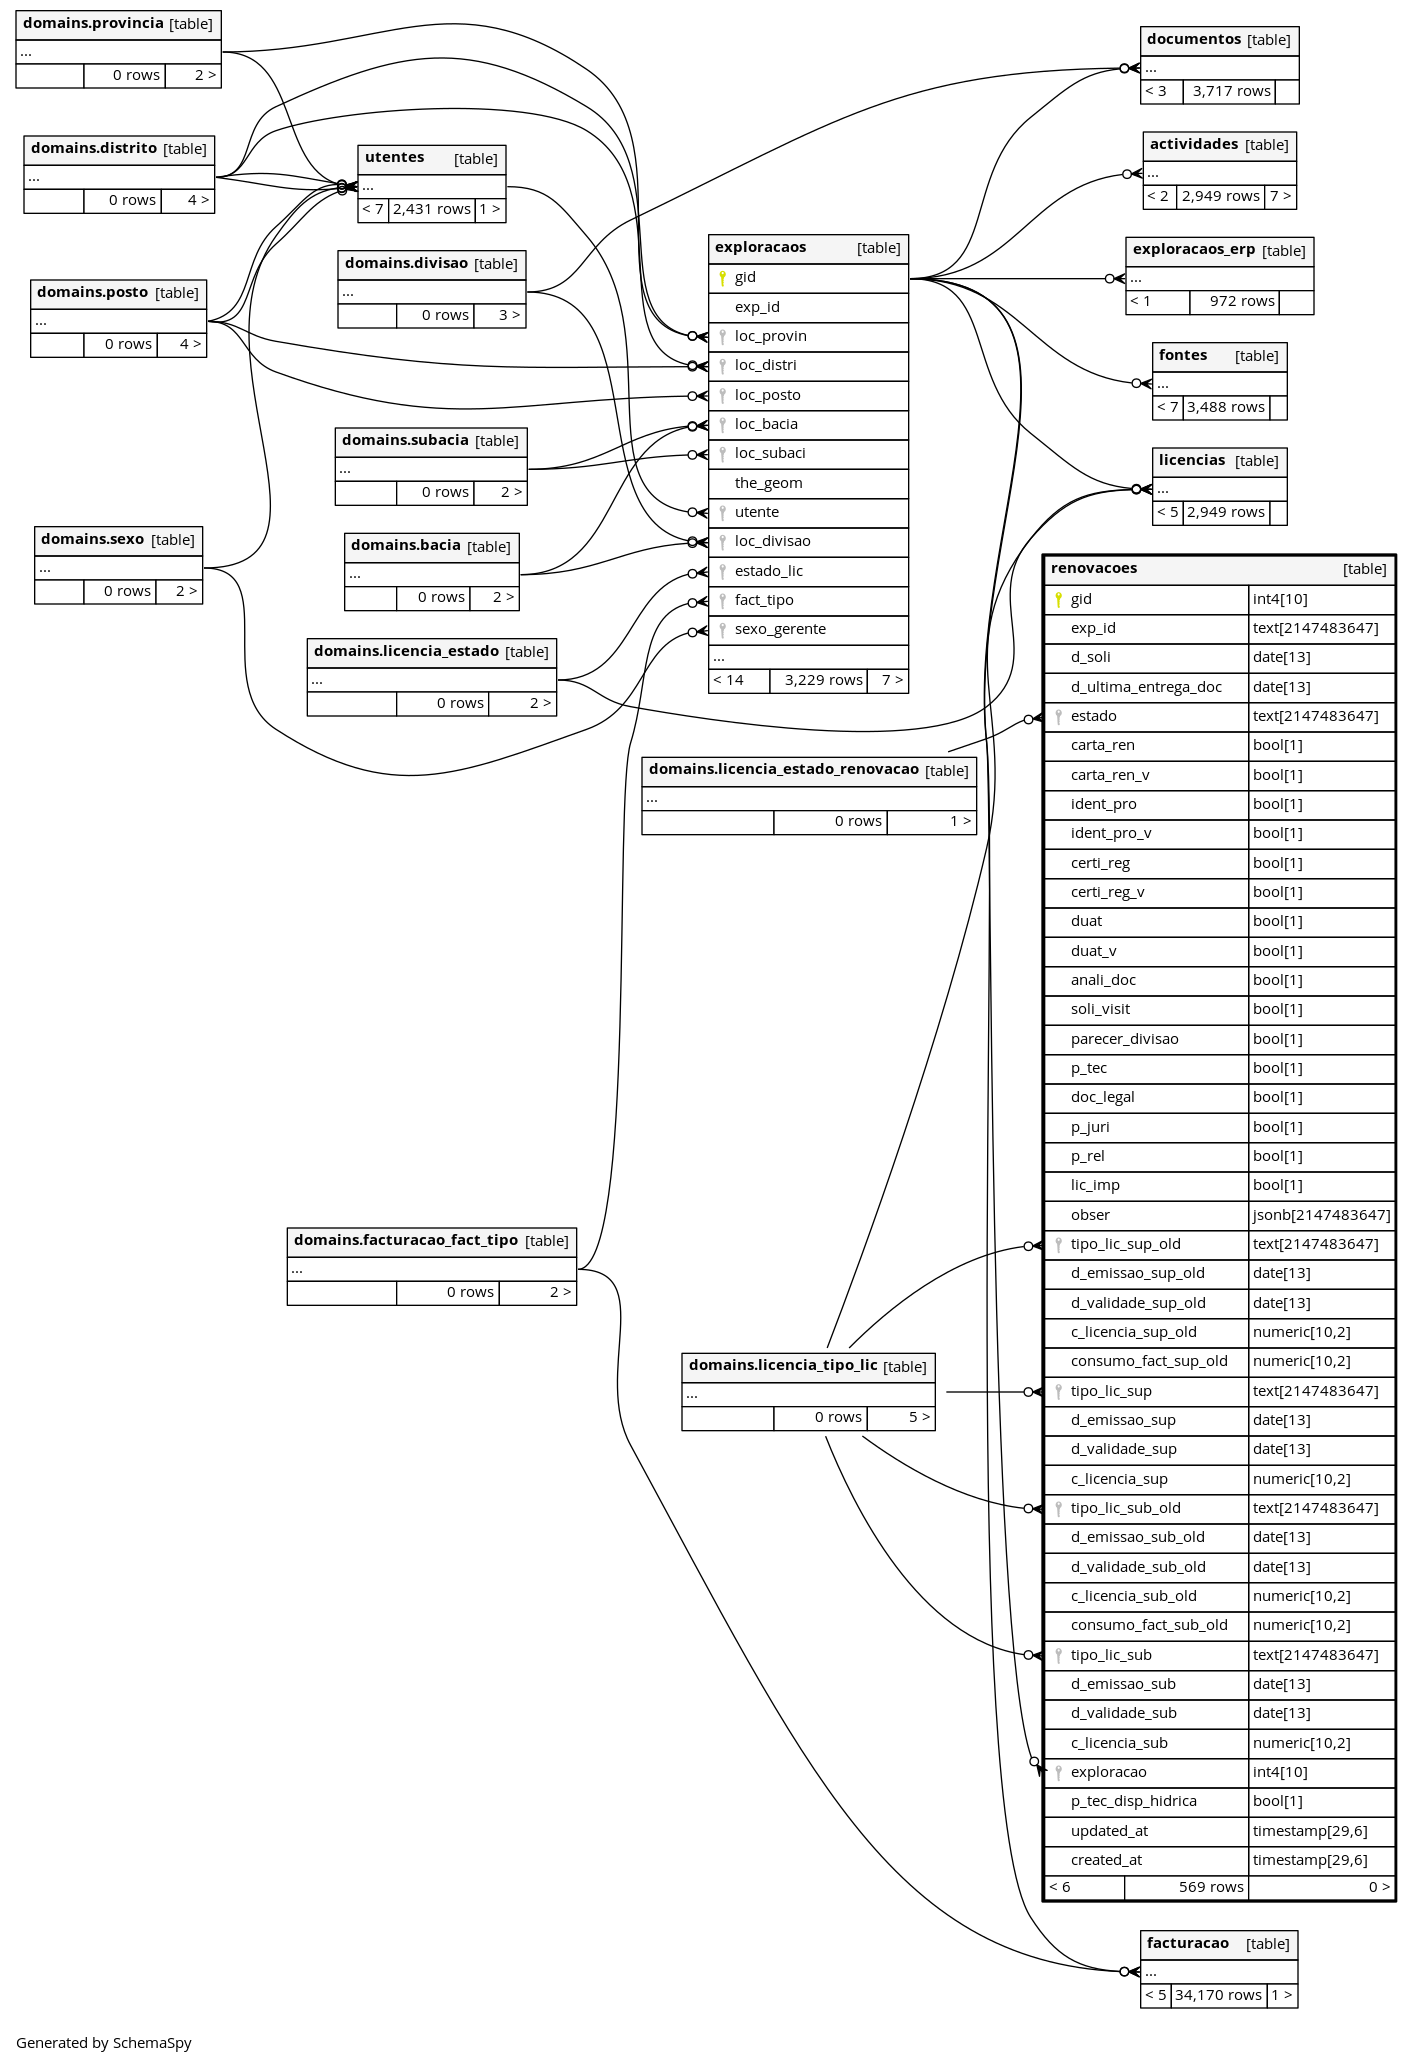 domains.provincia [table]
...
0 rows 2 >
domains.distrito [table]
...
0 rows 4 >
domains.posto [table]
...
0 rows 4 >
domains.sexo [table]
...
0 rows 2 >
utentes [table]
...
< 7 2,431 rows 1 >
domains.divisao [table]
...
0 rows 3 >
domains.subacia [table]
...
0 rows 2 >
domains.bacia [table]
...
0 rows 2 >
domains.licencia_estado [table]
...
0 rows 2 >
domains.facturacao_fact_tipo [table]
...
0 rows 2 >
exploracaos [table]
gid
exp_id
loc_provin
loc_distri
loc_posto
loc_bacia
loc_subaci
the_geom
utente
loc_divisao
estado_lic
fact_tipo
sexo_gerente
...
< 14 3,229 rows 7 >
domains.licencia_estado_renovacao [table]
...
0 rows 1 >
domains.licencia_tipo_lic [table]
...
0 rows 5 >
documentos [table]
...
< 3 3,717 rows
actividades [table]
...
< 2 2,949 rows 7 >
exploracaos_erp [table]
...
< 1 972 rows
fontes [table]
...
< 7 3,488 rows
licencias [table]
...
< 5 2,949 rows
renovacoes [table]
gid int4[10]
exp_id text[2147483647]
d_soli date[13]
d_ultima_entrega_doc date[13]
estado text[2147483647]
carta_ren bool[1]
carta_ren_v bool[1]
ident_pro bool[1]
ident_pro_v bool[1]
certi_reg bool[1]
certi_reg_v bool[1]
duat bool[1]
duat_v bool[1]
anali_doc bool[1]
soli_visit bool[1]
parecer_divisao bool[1]
p_tec bool[1]
doc_legal bool[1]
p_juri bool[1]
p_rel bool[1]
lic_imp bool[1]
obser jsonb[2147483647]
tipo_lic_sup_old text[2147483647]
d_emissao_sup_old date[13]
d_validade_sup_old date[13]
c_licencia_sup_old numeric[10,2]
consumo_fact_sup_old numeric[10,2]
tipo_lic_sup text[2147483647]
d_emissao_sup date[13]
d_validade_sup date[13]
c_licencia_sup numeric[10,2]
tipo_lic_sub_old text[2147483647]
d_emissao_sub_old date[13]
d_validade_sub_old date[13]
c_licencia_sub_old numeric[10,2]
consumo_fact_sub_old numeric[10,2]
tipo_lic_sub text[2147483647]
d_emissao_sub date[13]
d_validade_sub date[13]
c_licencia_sub numeric[10,2]
exploracao int4[10]
p_tec_disp_hidrica bool[1]
updated_at timestamp[29,6]
created_at timestamp[29,6]
< 6 569 rows 0 >
facturacao [table]
...
< 5 34,170 rows 1 >
Generated by SchemaSpy